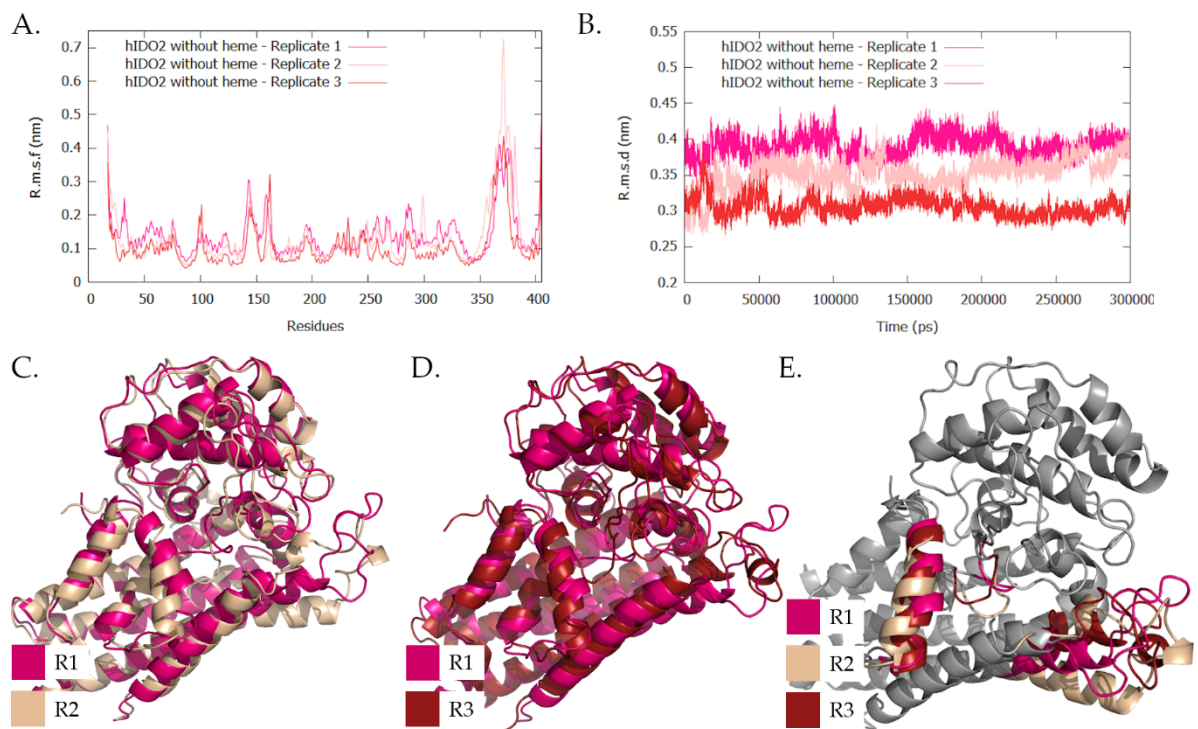 A.
hIDO2 without heme - Replicate 1
hIDO2 without heme - Replicate 2
hIDO2 without heme - Replicate 3
R.m.s.f (nm)
0.7
0.6
0.5
0.4
0.3
0.2
0.1
0
0 50 100 150 200 250 300 350 400
Residues
B.
hIDO2 without heme - Replicate 1
hIDO2 without heme - Replicate 2
hIDO2 without heme - Replicate 3
R.m.s.d (nm)
0.55
0.5
0.45
0.4
0.35
0.3
0.25
0.2
0 50000 100000 150000 200000 250000 300000
Time (ps)
C.
R1
R2
D.
R1
R3
E.
R1
R2
R3